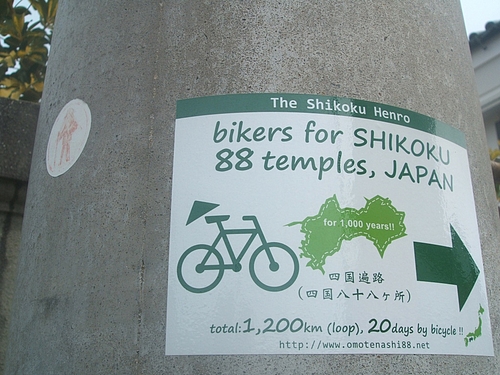 The Shikoku Henro
bikers for SHIKOKU
88 temples, JAPAN
for 1,000 years!!
四国遍路
(四国八十八ヶ所)
total:1,200km (loop), 20days by bicycle !!
http://www.omotenashi88.net